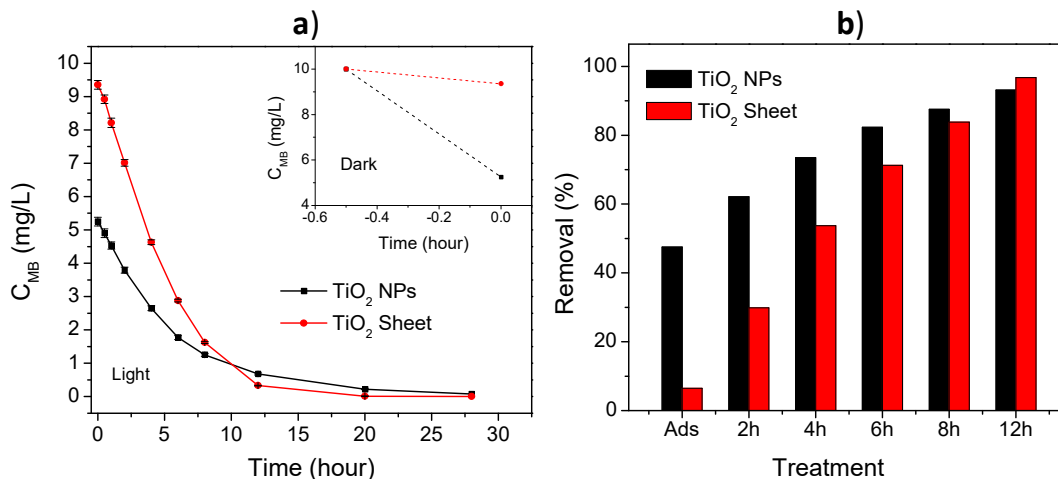 a)
C_MB (mg/L)
10
9
8
7
6
5
4
3
2
1
0
0
5
10
15
20
25
30
Time (hour)
Light
TiO₂ NPs
TiO₂ Sheet
C_MB (mg/L)
10
8
6
4
-0.6
-0.4
-0.2
0.0
Time (hour)
Dark
b)
Removal (%)
100
80
60
40
20
0
TiO₂ NPs
TiO₂ Sheet
Ads
2h
4h
6h
8h
12h
Treatment